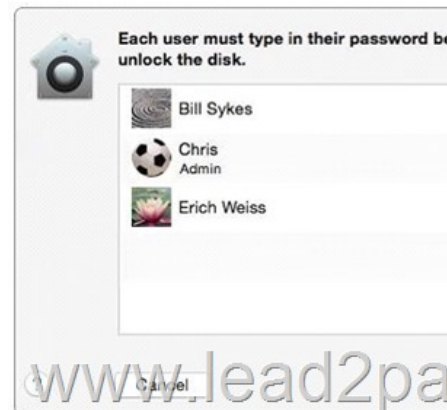 Each user must type in their password be
unlock the disk.
Bill Sykes
Chris
Admin
Erich Weiss
?
Cancel
www.lead2pa